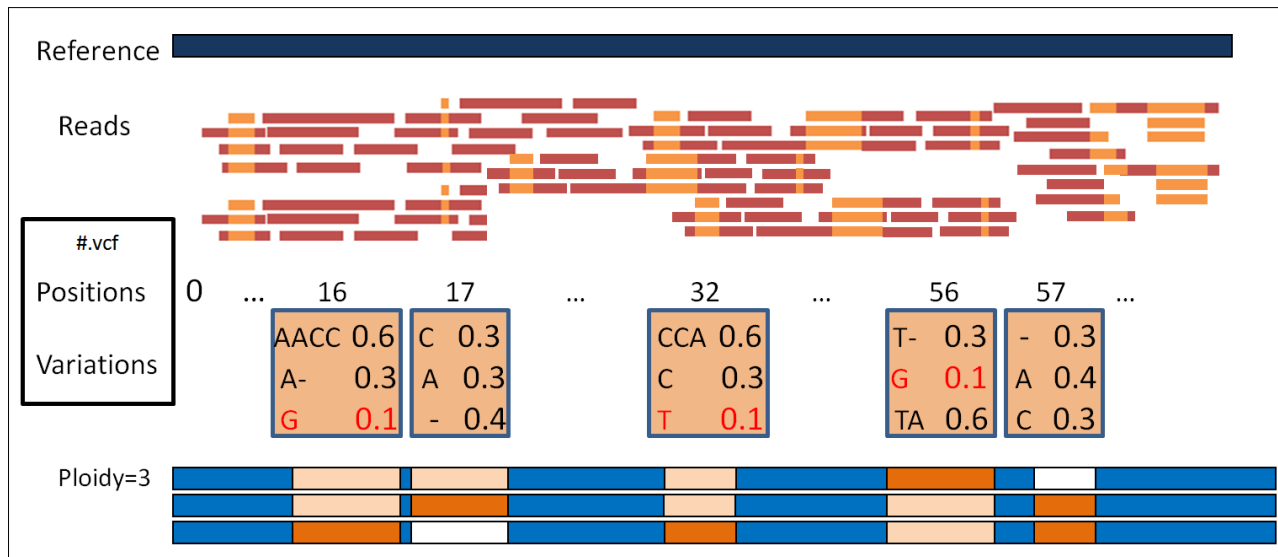 Reference
Reads
#.vcf
Positions 0 ... 16 17 ... 32 ... 56 57 ...
Variations
AACC 0.6 C 0.3 CCA 0.6 T- 0.3 - 0.3
A- 0.3 A 0.3 C 0.3 G 0.1 A 0.4
G 0.1 - 0.4 T 0.1 TA 0.6 C 0.3
Ploidy=3